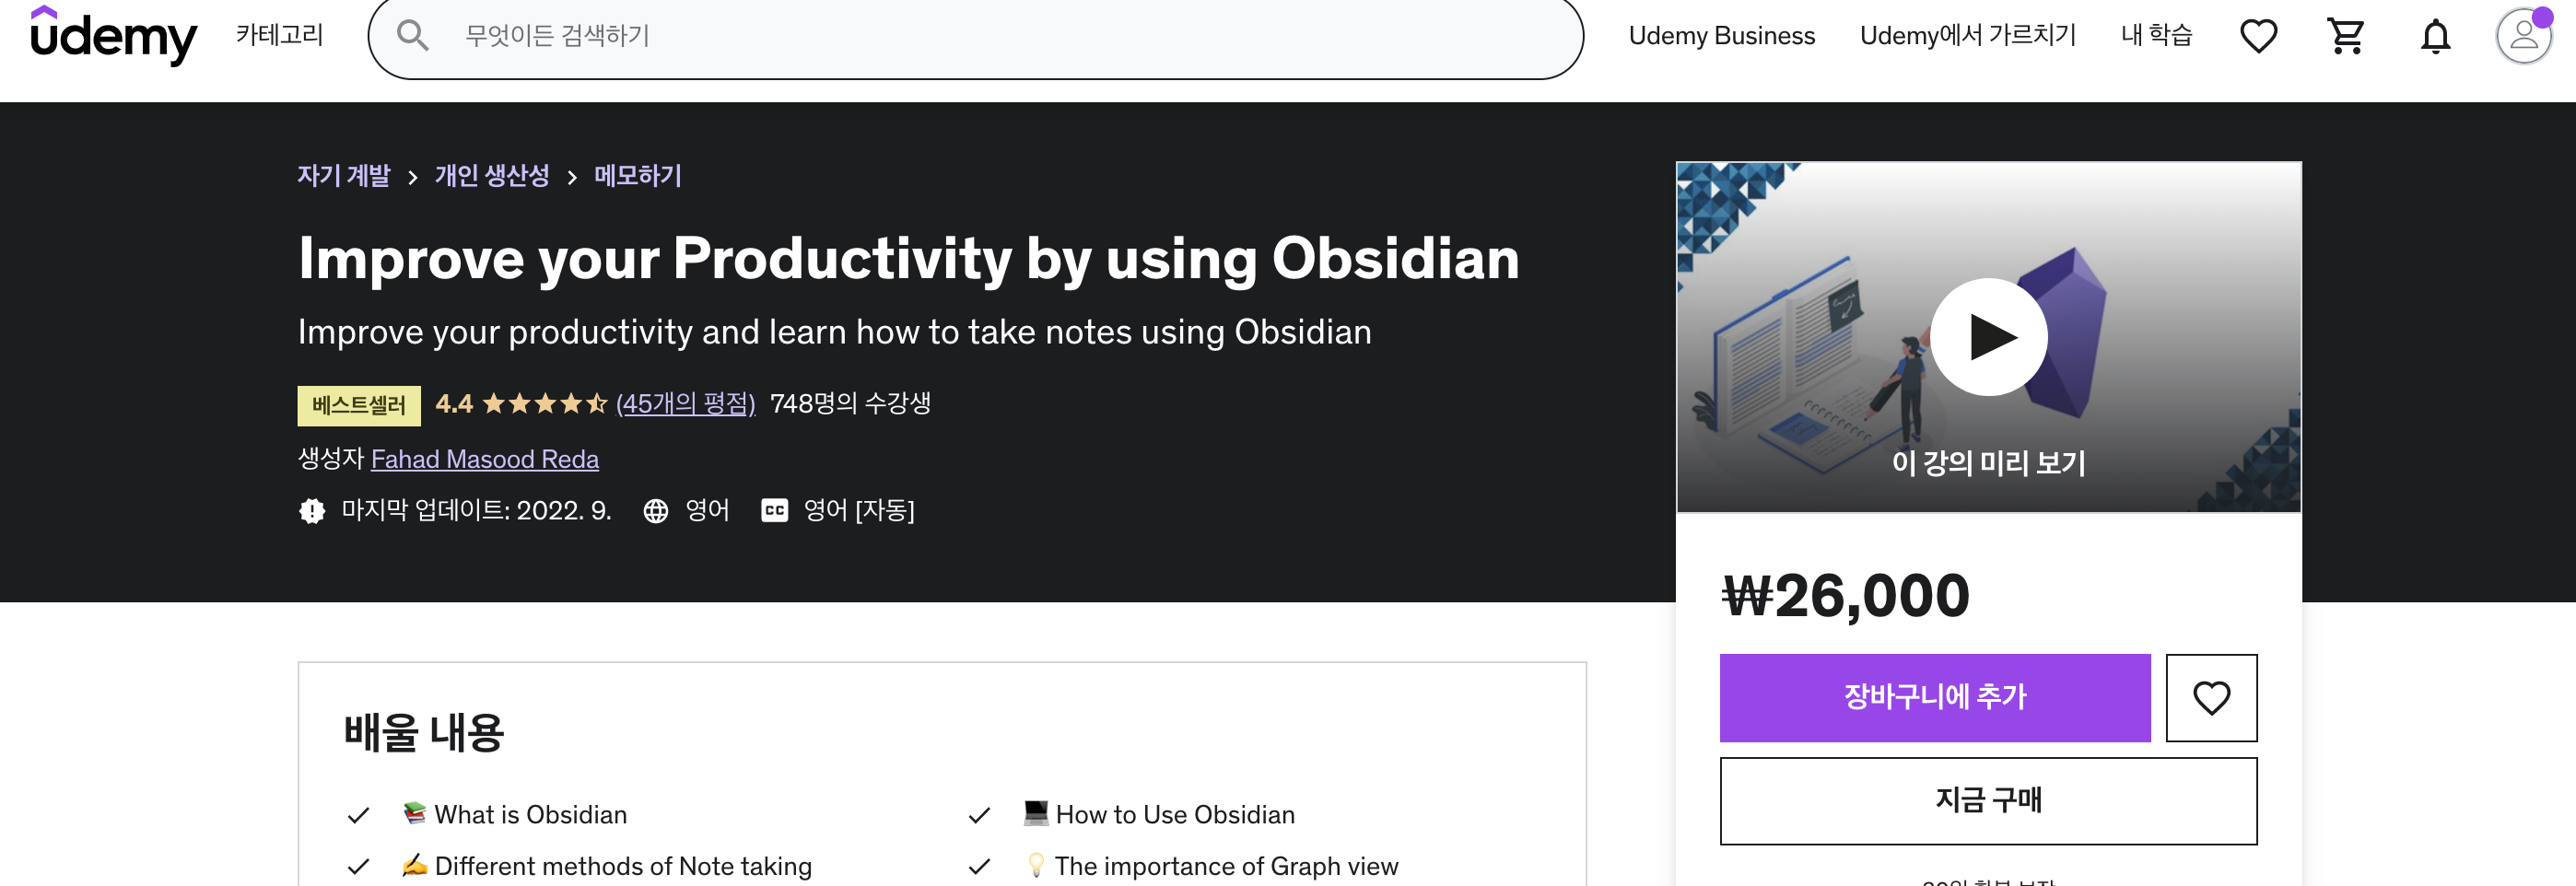 udemy
카테고리
무엇이든 검색하기
Udemy Business
Udemy에서 가르치기
내 학습
자기 계발 > 개인 생산성 > 메모하기
Improve your Productivity by using Obsidian
Improve your productivity and learn how to take notes using Obsidian
베스트셀러 4.4 (45개의 평점) 748명의 수강생
생성자 Fahad Masood Reda
마지막 업데이트: 2022. 9. 영어 CC 영어 [자동]
이 강의 미리 보기
₩26,000
장바구니에 추가
지금 구매
배울 내용
What is Obsidian
How to Use Obsidian
Different methods of Note taking
The importance of Graph view